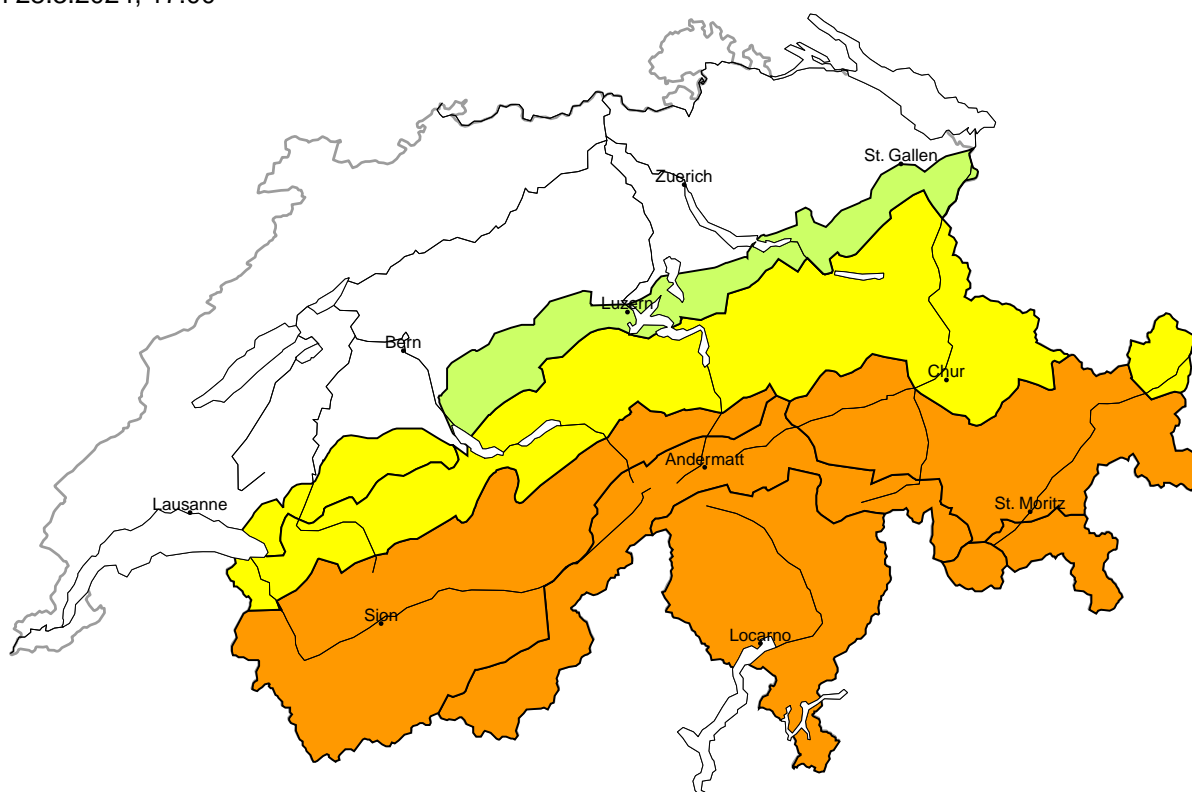 St. Gallen
Zuerich
Luzern
Bern
Chur
Andermatt
Lausanne
St. Moritz
Sion
Locarno